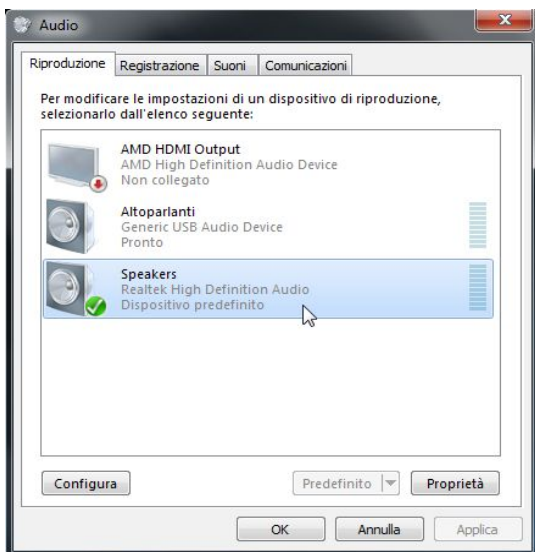 Audio
Riproduzione Registrazione Suoni Comunicazioni
Per modificare le impostazioni di un dispositivo di riproduzione,
selezionarlo dall'elenco seguente:
AMD HDMI Output
AMD High Definition Audio Device
Non collegato
Altoparlanti
Generic USB Audio Device
Pronto
Speakers
Realtek High Definition Audio
Dispositivo predefinito
Configura Predefinito Proprietà
OK Annulla Applica